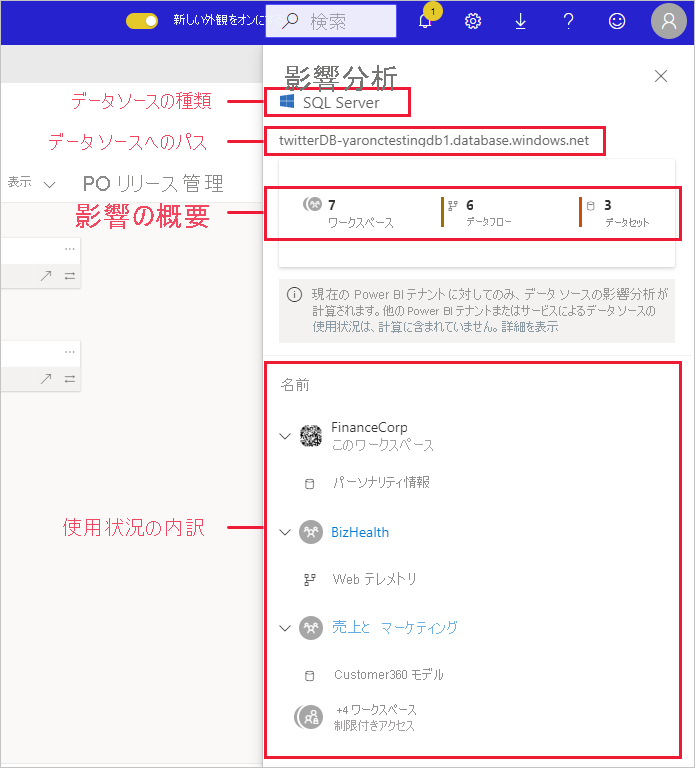 新しい外観をオンに
検索
1
影響分析
データソースの種類
SQL Server
データソースへのパス
twitterDB-yaronctestingdb1.database.windows.net
表示
PO リリース管理
影響の概要
7
ワークスペース
6
データフロー
3
データセット
現在の Power BI テナントに対してのみ、データ ソースの影響分析が
計算されます。他の Power BI テナントまたはサービスによるデータ ソースの
使用状況は、計算に含まれていません。詳細を表示
名前
FinanceCorp
このワークスペース
パーソナリティ情報
使用状況の内訳
BizHealth
Web テレメトリ
売上と マーケティング
Customer360 モデル
+4 ワークスペース
制限付きアクセス